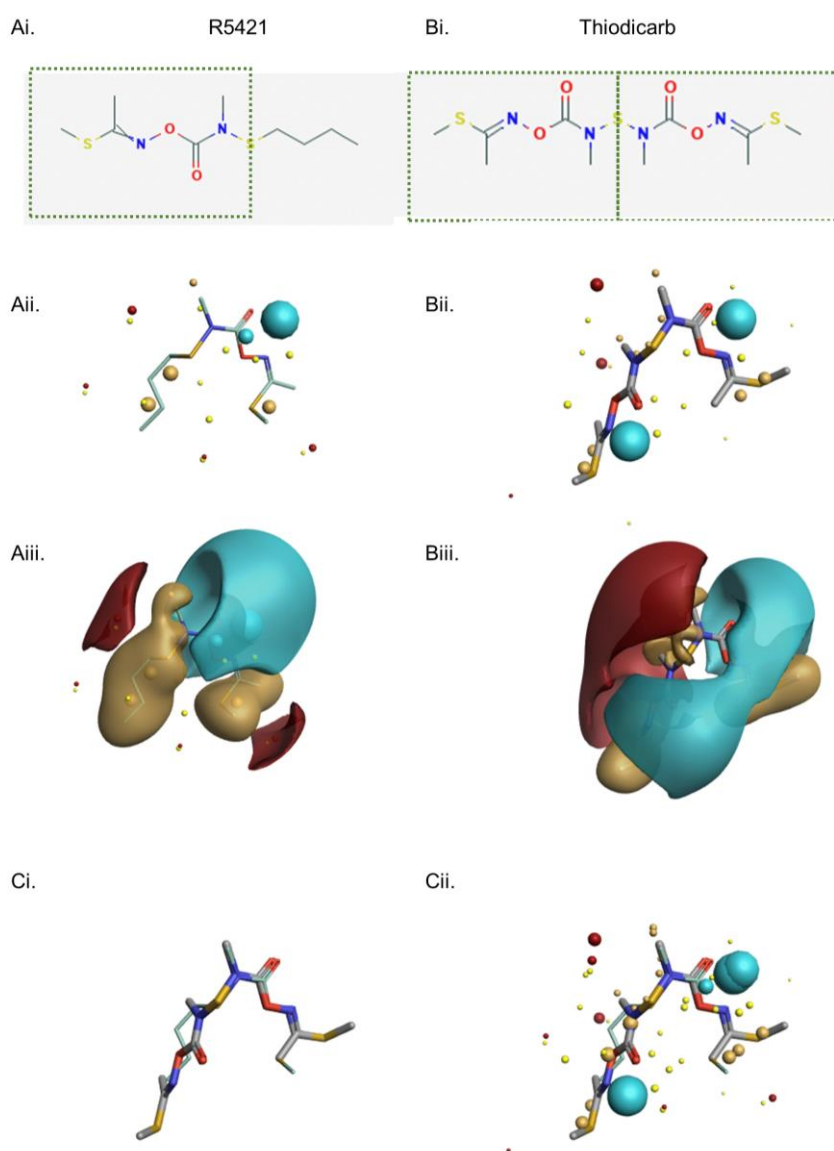 Ai. R5421 Bi. Thiodicarb
S N O O N S
S N O O N S N O O N S
Aii. Bii.
Aiii. Biii.
Ci. Cii.